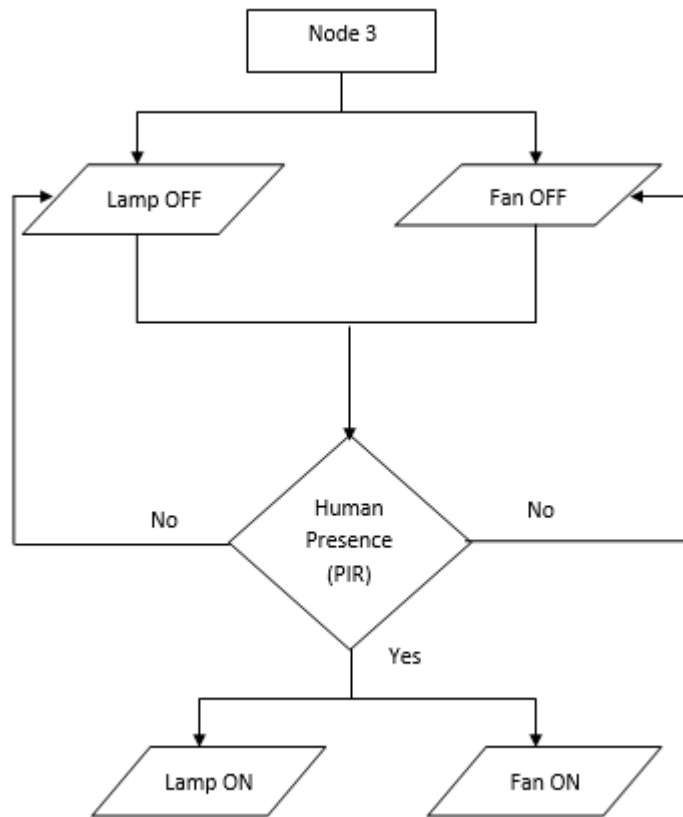 Node 3
Lamp OFF
Fan OFF
Human
Presence
(PIR)
No
No
Yes
Lamp ON
Fan ON